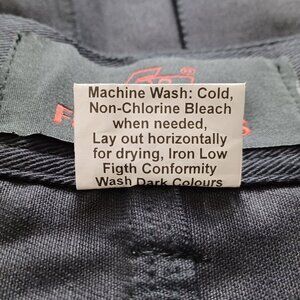 Machine Wash: Cold,
Non-Chlorine Bleach
when needed,
Lay out horizontally
for drying, Iron Low
Figth Conformity
Wash Dark Colours